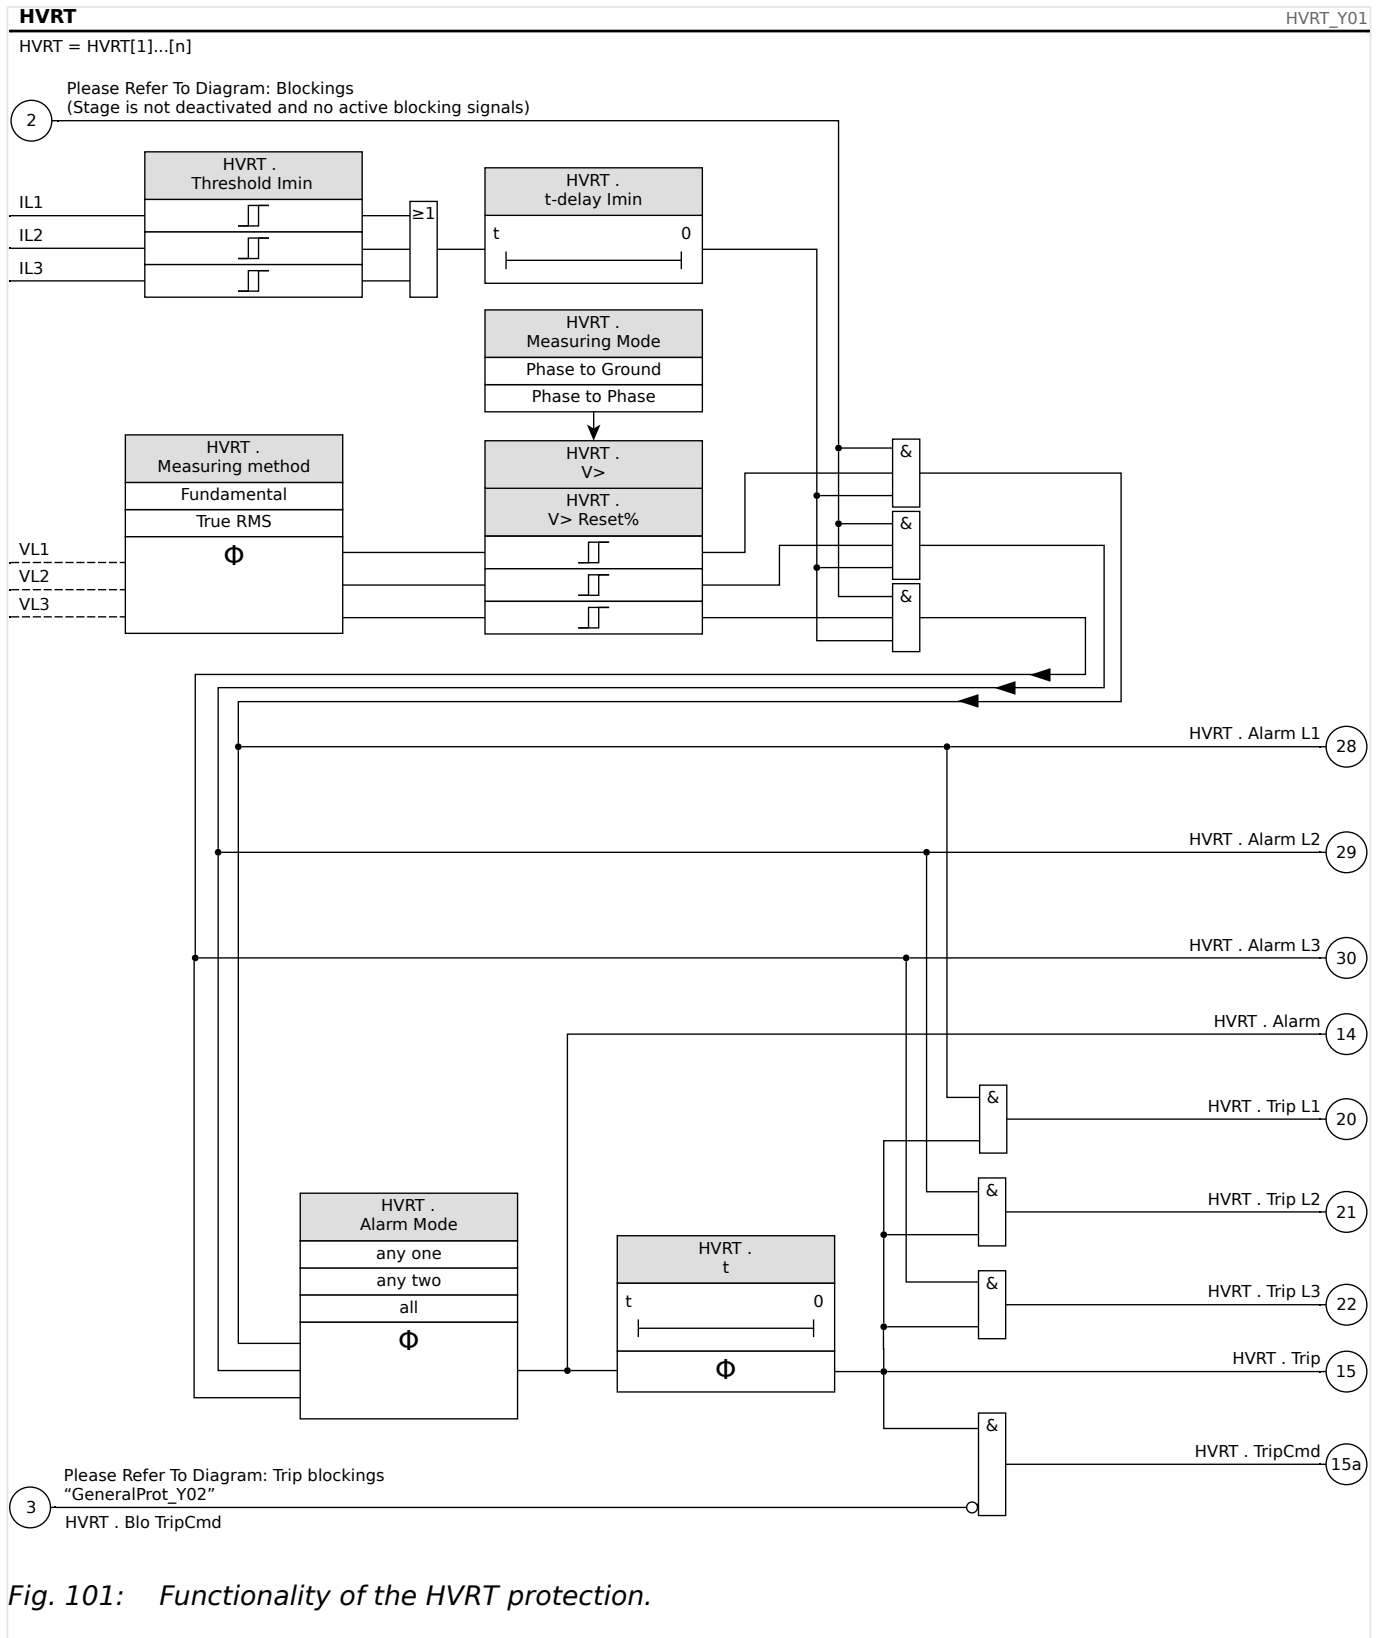 HVRT
HVRT_Y01
HVRT = HVRT[1]...[n]
Please Refer To Diagram: Blockings
(Stage is not deactivated and no active blocking signals)
2
HVRT .
Threshold Imin
IL1
IL2
IL3
≥1
HVRT .
t-delay Imin
t
0
HVRT .
Measuring Mode
Phase to Ground
Phase to Phase
HVRT .
Measuring method
Fundamental
True RMS
Φ
VL1
VL2
VL3
HVRT .
V>
HVRT .
V> Reset%
&
&
&
HVRT . Alarm L1
28
HVRT . Alarm L2
29
HVRT . Alarm L3
30
HVRT . Alarm
14
&
HVRT . Trip L1
20
&
HVRT . Trip L2
21
&
HVRT . Trip L3
22
HVRT .
Alarm Mode
any one
any two
all
Φ
HVRT .
t
t
0
Φ
HVRT . Trip
15
&
HVRT . TripCmd
15a
Please Refer To Diagram: Trip blockings
“GeneralProt_Y02”
3
HVRT . Blo TripCmd
Fig. 101: Functionality of the HVRT protection.